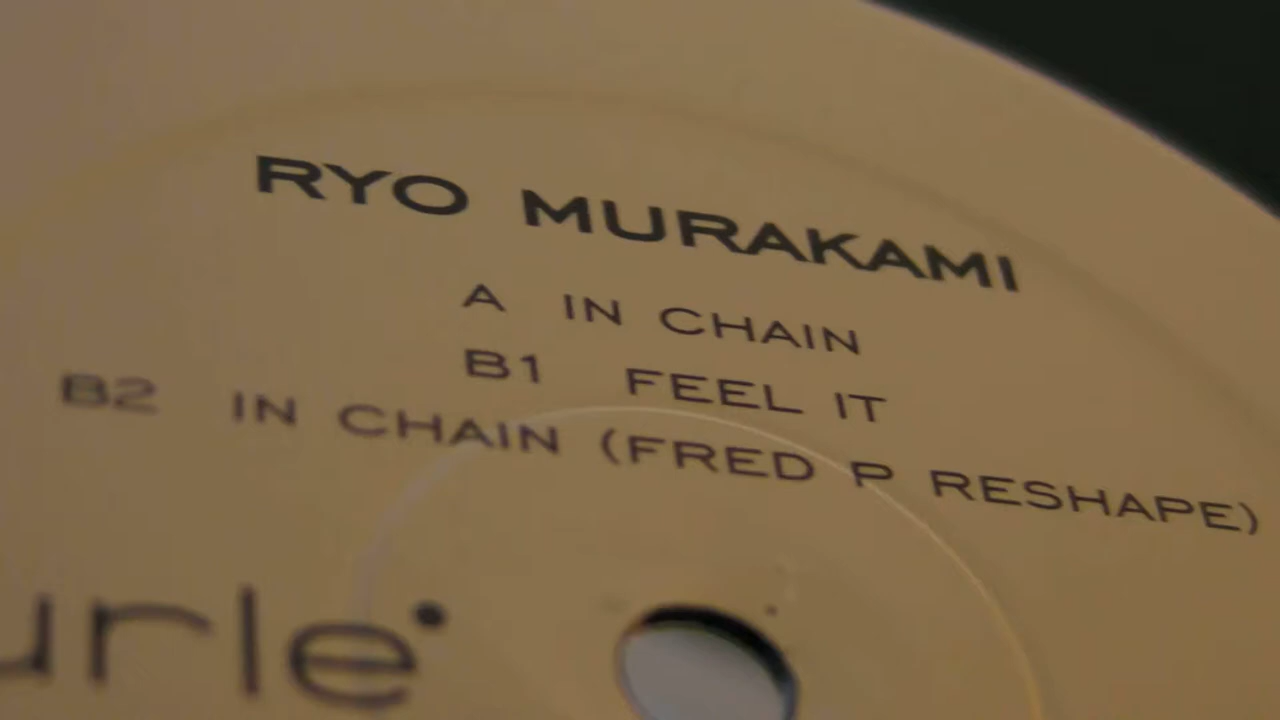 RYO MURAKAMI
A IN CHAIN
B1 FEEL IT
B2 IN CHAIN (FRED P RESHAPE)
urle